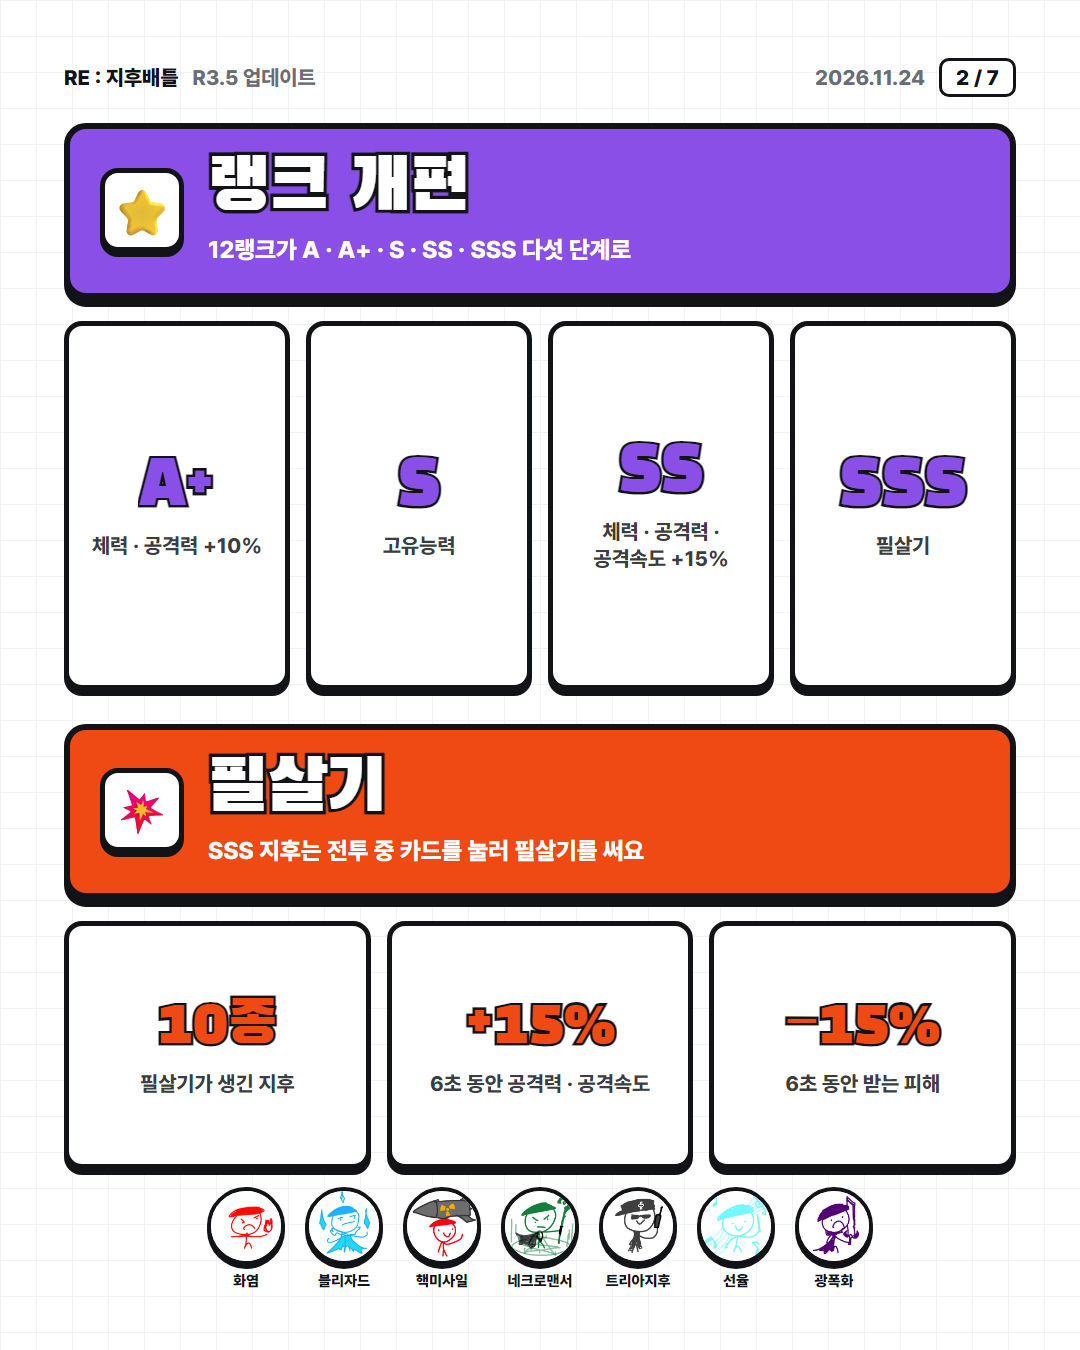 RE : 지후배틀 R3.5 업데이트
2026.11.24 2 / 7
랭크 개편
12랭크가 A · A+ · S · SS · SSS 다섯 단계로
A+
체력 · 공격력 +10%
S
고유능력
SS
체력 · 공격력 ·
공격속도 +15%
SSS
필살기
필살기
SSS 지후는 전투 중 카드를 눌러 필살기를 써요
10종
필살기가 생긴 지후
+15%
6초 동안 공격력 · 공격속도
−15%
6초 동안 받는 피해
화염
블리자드
핵미사일
네크로맨서
트리아지후
선율
광폭화